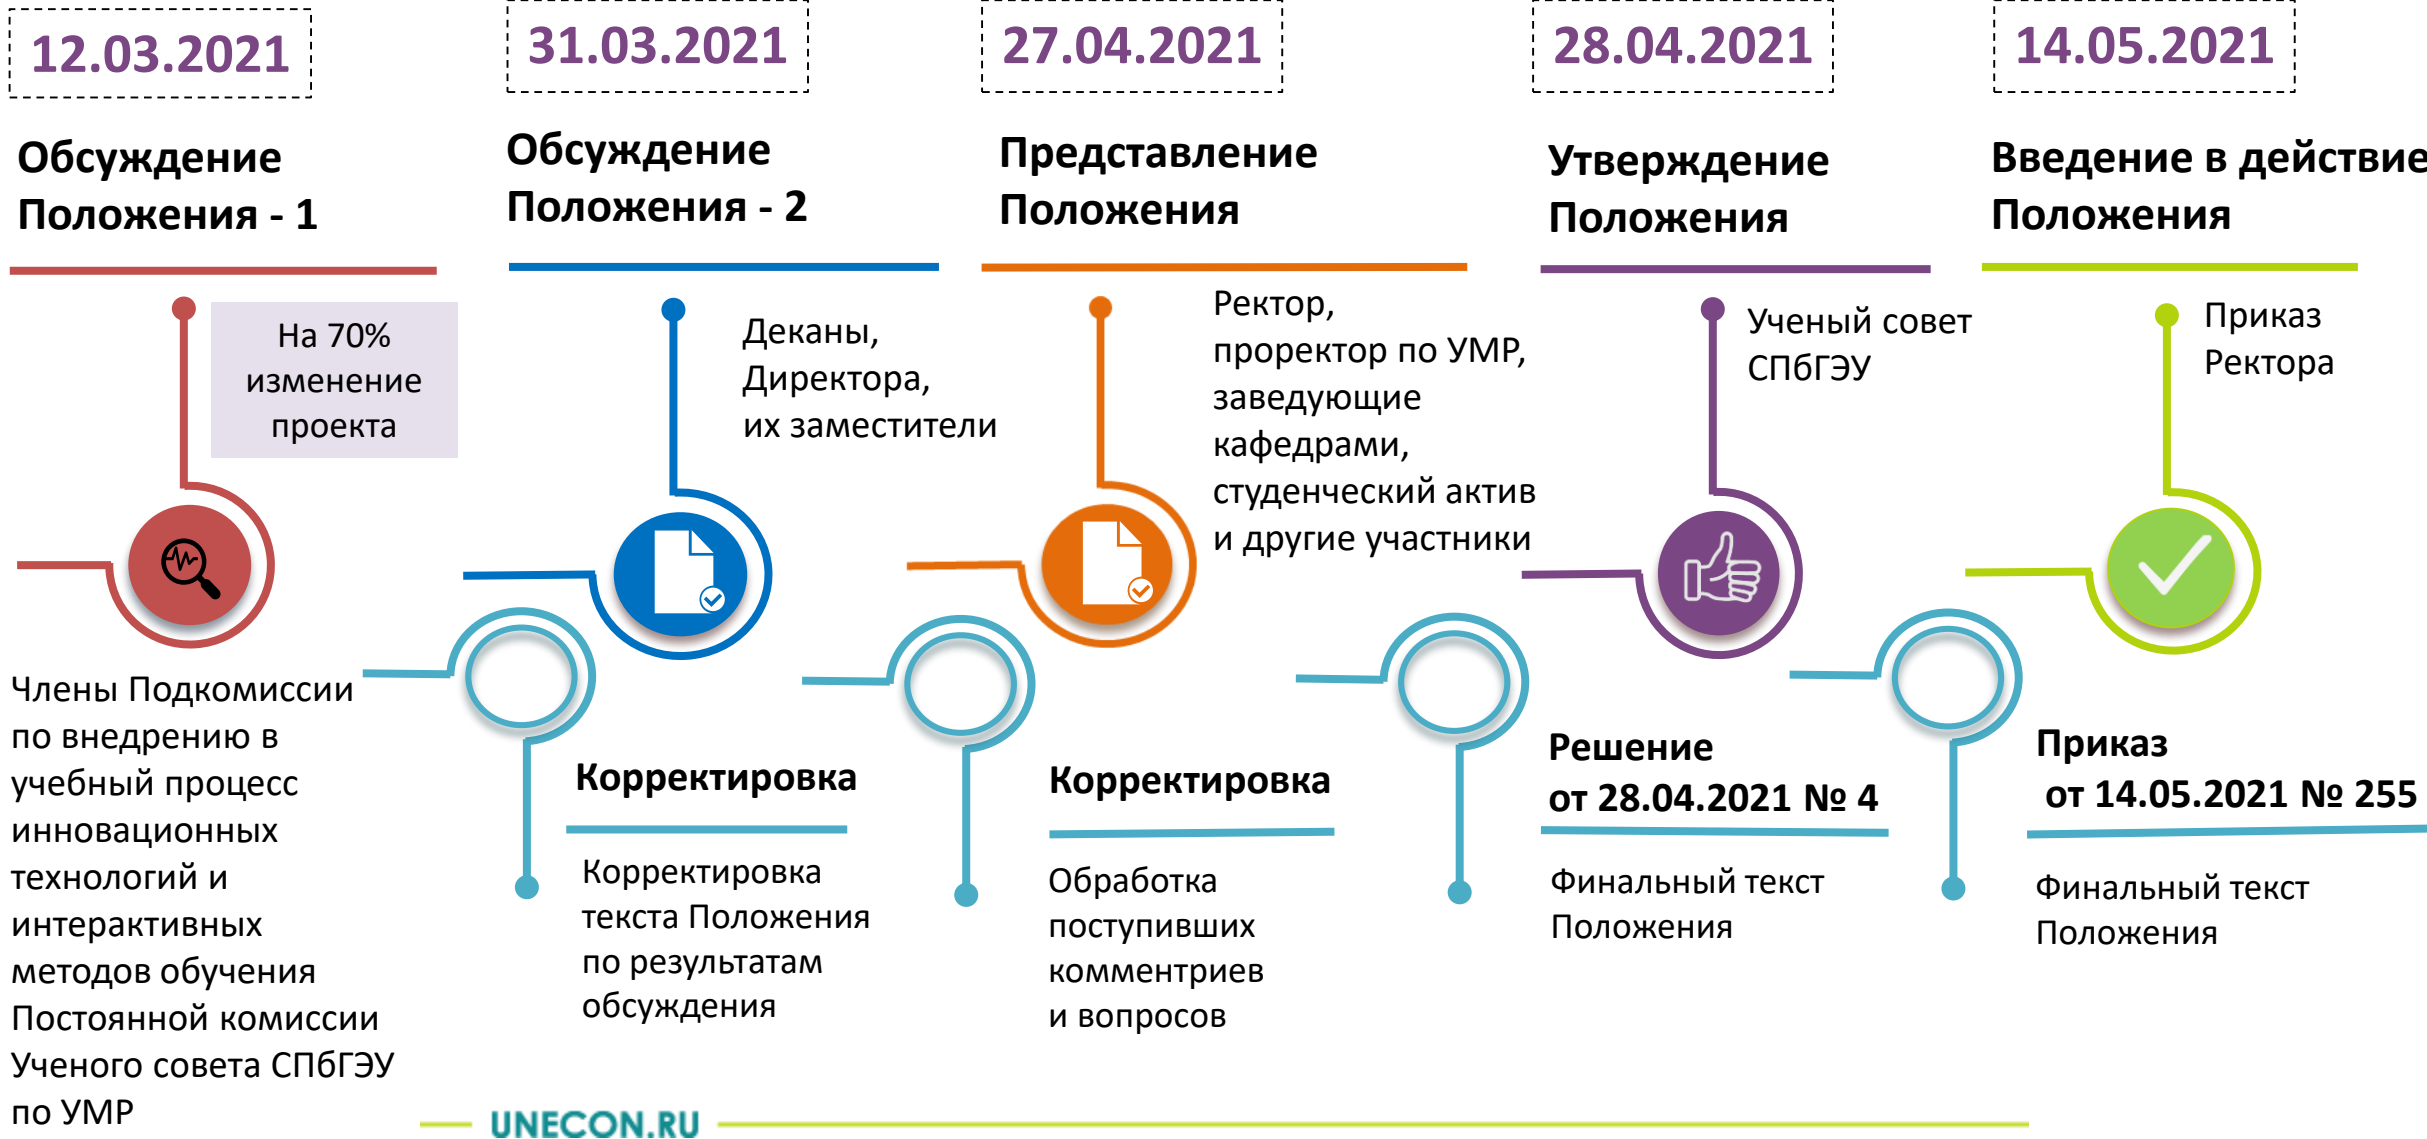 12.03.2021
Обсуждение
Положения - 1
На 70%
изменение
проекта
Члены Подкомиссии
по внедрению в
учебный процесс
инновационных
технологий и
интерактивных
методов обучения
Постоянной комиссии
Ученого совета СПбГЭУ
по УМР
31.03.2021
Обсуждение
Положения - 2
Деканы,
Директора,
их заместители
Корректировка
Корректировка
текста Положения
по результатам
обсуждения
27.04.2021
Представление
Положения
Ректор,
проректор по УМР,
заведующие
кафедрами,
студенческий актив
и другие участники
Корректировка
Обработка
поступивших
комментриев
и вопросов
28.04.2021
Утверждение
Положения
Ученый совет
СПбГЭУ
Решение
от 28.04.2021 № 4
Финальный текст
Положения
14.05.2021
Введение в действие
Положения
Приказ
Ректора
Приказ
от 14.05.2021 № 255
Финальный текст
Положения
UNECON.RU